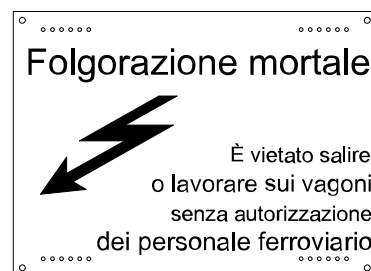 Folgorazione mortale
È vietato salire
o lavorare sui vagoni
senza autorizzazione
dei personale ferroviario